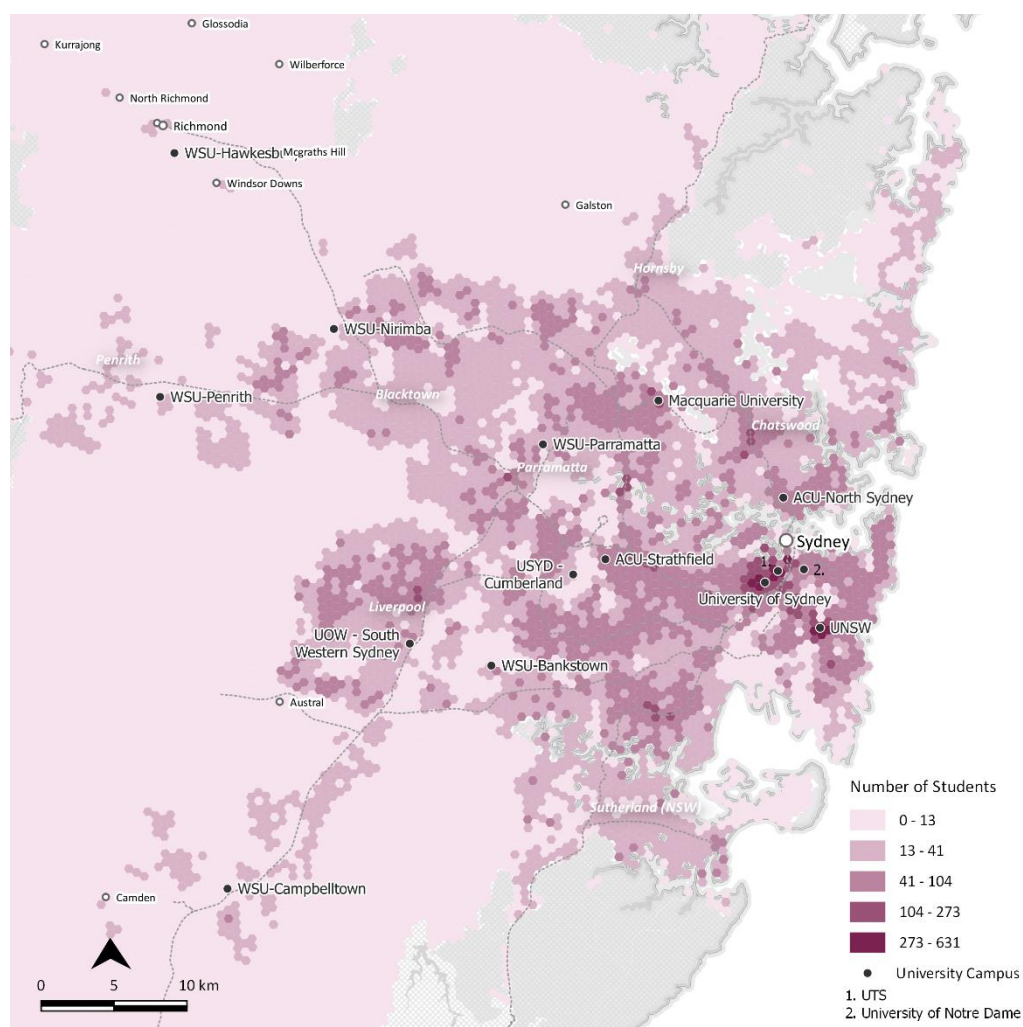 Glossodia
Kurrajong
Wilberforce
North Richmond
Richmond
WSU-Hawkesbu
Mcgraths Hill
Windsor Downs
Galston
Hornsby
WSU-Nirimba
Penrith
WSU-Penrith
Blacktown
Macquarie University
Chatswood
WSU-Parramatta
Parramatta
ACU-North Sydney
Sydney
ACU-Strathfield
1.
2.
USYD -
Cumberland
University of Sydney
Liverpool
UNSW
UOW - South
Western Sydney
WSU-Bankstown
Austral
Sutherland (NSW)
WSU-Campbelltown
Camden
0 5 10 km
Number of Students
0 - 13
13 - 41
41 - 104
104 - 273
273 - 631
University Campus
1. UTS
2. University of Notre Dame